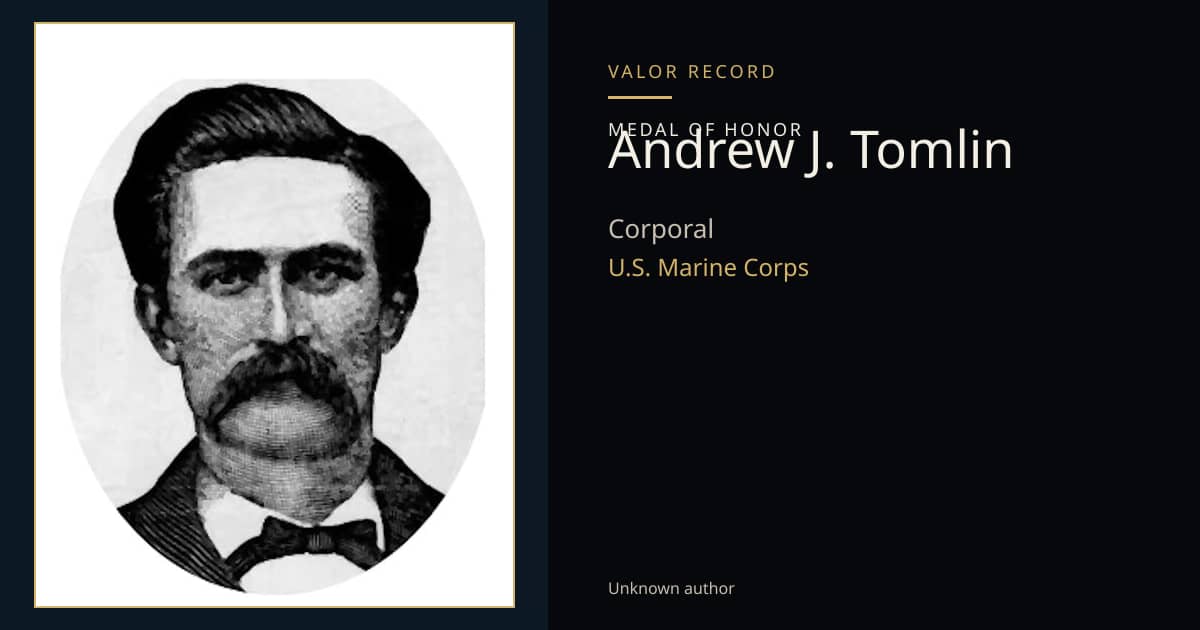 VALOR RECORD
MEDAL OF HONOR
Andrew J. Tomlin
Corporal
U.S. Marine Corps
Unknown author